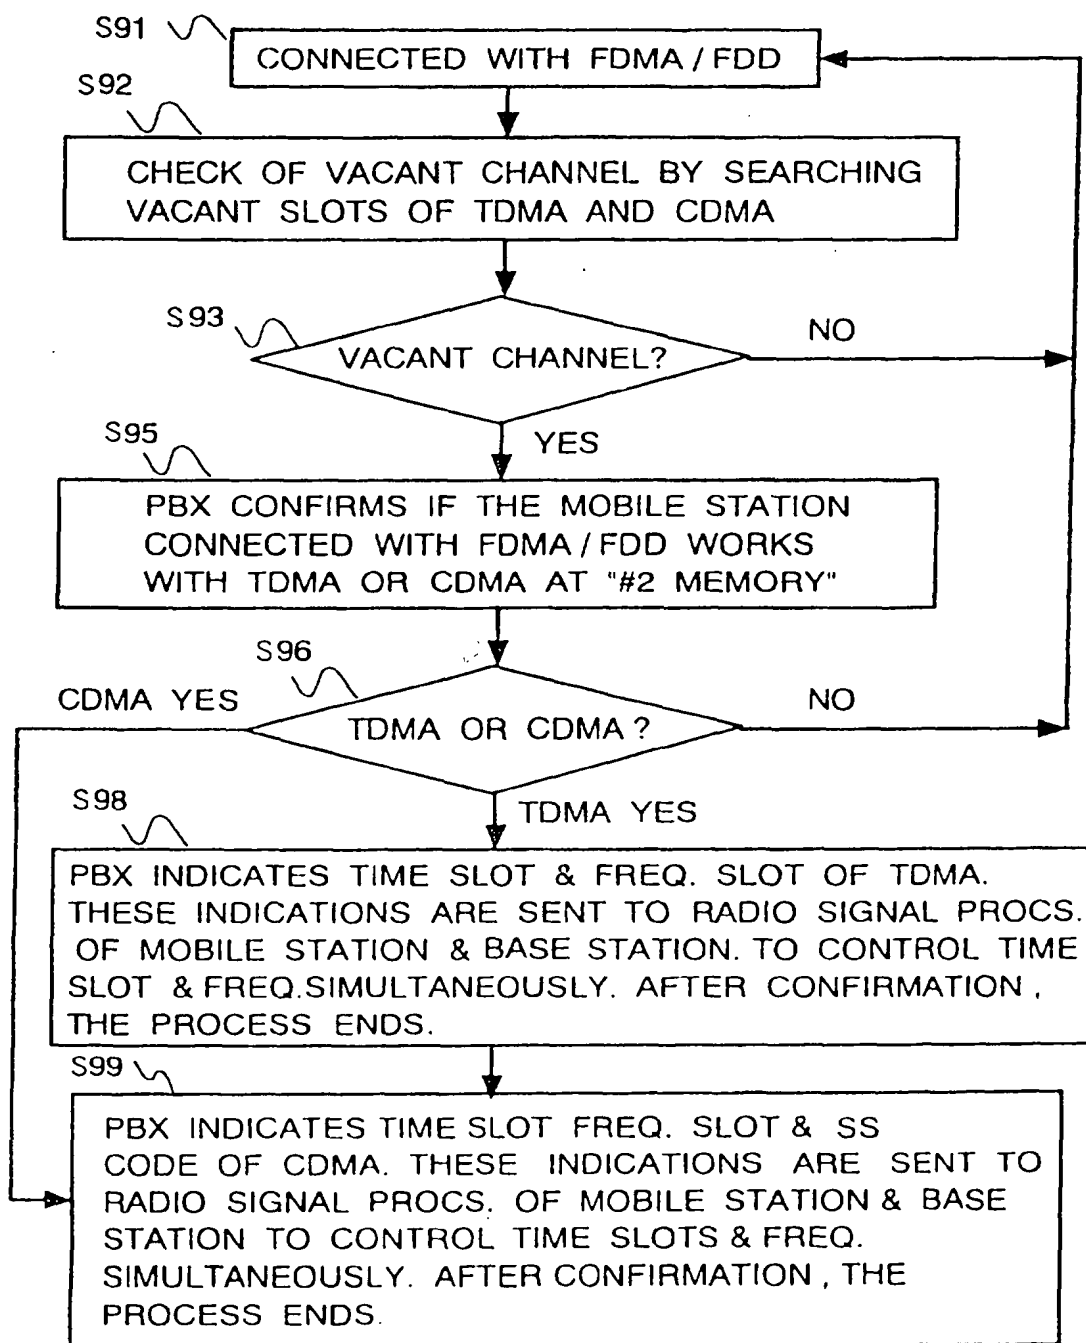 S91
CONNECTED WITH FDMA / FDD
S92
CHECK OF VACANT CHANNEL BY SEARCHING
VACANT SLOTS OF TDMA AND CDMA
S93
VACANT CHANNEL?
NO
YES
S95
PBX CONFIRMS IF THE MOBILE STATION
CONNECTED WITH FDMA / FDD WORKS
WITH TDMA OR CDMA AT "#2 MEMORY"
S96
CDMA YES
TDMA OR CDMA ?
NO
TDMA YES
S98
PBX INDICATES TIME SLOT & FREQ. SLOT OF TDMA.
THESE INDICATIONS ARE SENT TO RADIO SIGNAL PROCS.
OF MOBILE STATION & BASE STATION. TO CONTROL TIME
SLOT & FREQ.SIMULTANEOUSLY. AFTER CONFIRMATION ,
THE PROCESS ENDS.
S99
PBX INDICATES TIME SLOT FREQ. SLOT & SS
CODE OF CDMA. THESE INDICATIONS ARE SENT TO
RADIO SIGNAL PROCS. OF MOBILE STATION & BASE
STATION TO CONTROL TIME SLOTS & FREQ.
SIMULTANEOUSLY. AFTER CONFIRMATION , THE
PROCESS ENDS.